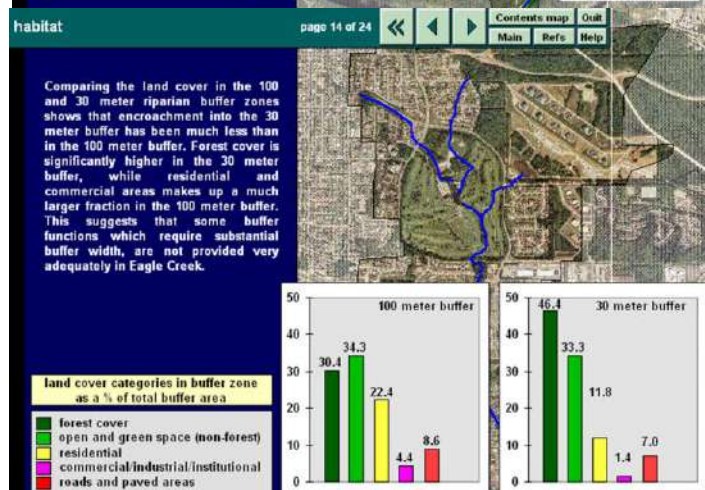 habitat
page 14 of 24
Contents map
Quit
Main
Refs
Help
Comparing the land cover in the 100
and 30 meter riparian buffer zones
shows that encroachment into the 30
meter buffer has been much less than
in the 100 meter buffer. Forest cover is
significantly higher in the 30 meter
buffer, while residential and
commercial areas makes up a much
larger fraction in the 100 meter buffer.
This suggests that some buffer
functions which require substantial
buffer width, are not provided very
adequately in Eagle Creek.
land cover categories in buffer zone
as a % of total buffer area
forest cover
open and green space (non-forest)
residential
commercial/industrial/institutional
roads and paved areas
100 meter buffer
50
40
30
20
10
0
30.4
34.3
22.4
4.4
8.6
30 meter buffer
50
40
30
20
10
0
46.4
33.3
11.8
1.4
7.0